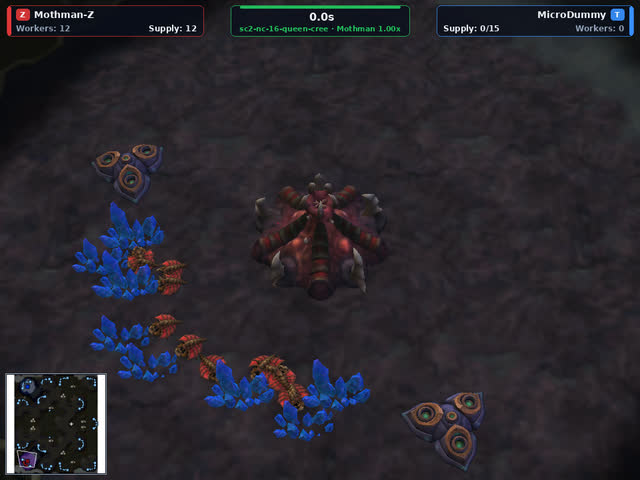 Z Mothman-Z
Workers: 12 Supply: 12
0.0s
sc2-nc-16-queen-cree · Mothman 1.00x
MicroDummy T
Supply: 0/15 Workers: 0